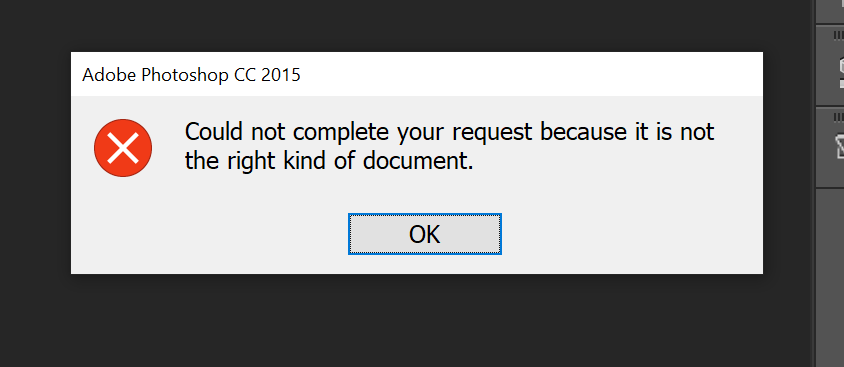 Adobe Photoshop CC 2015
Could not complete your request because it is not
the right kind of document.
OK